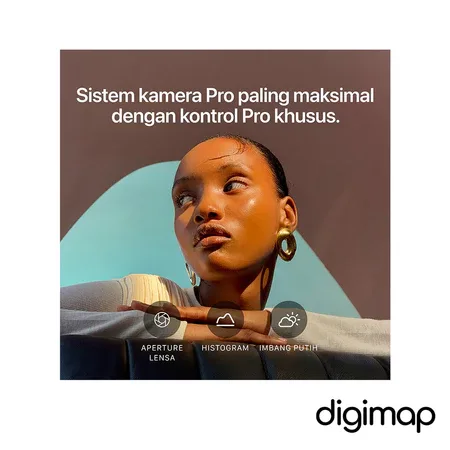 Sistem kamera Pro paling maksimal
dengan kontrol Pro khusus.
APERTURE
LENSA
HISTOGRAM
IMBANG PUTIH
digimap